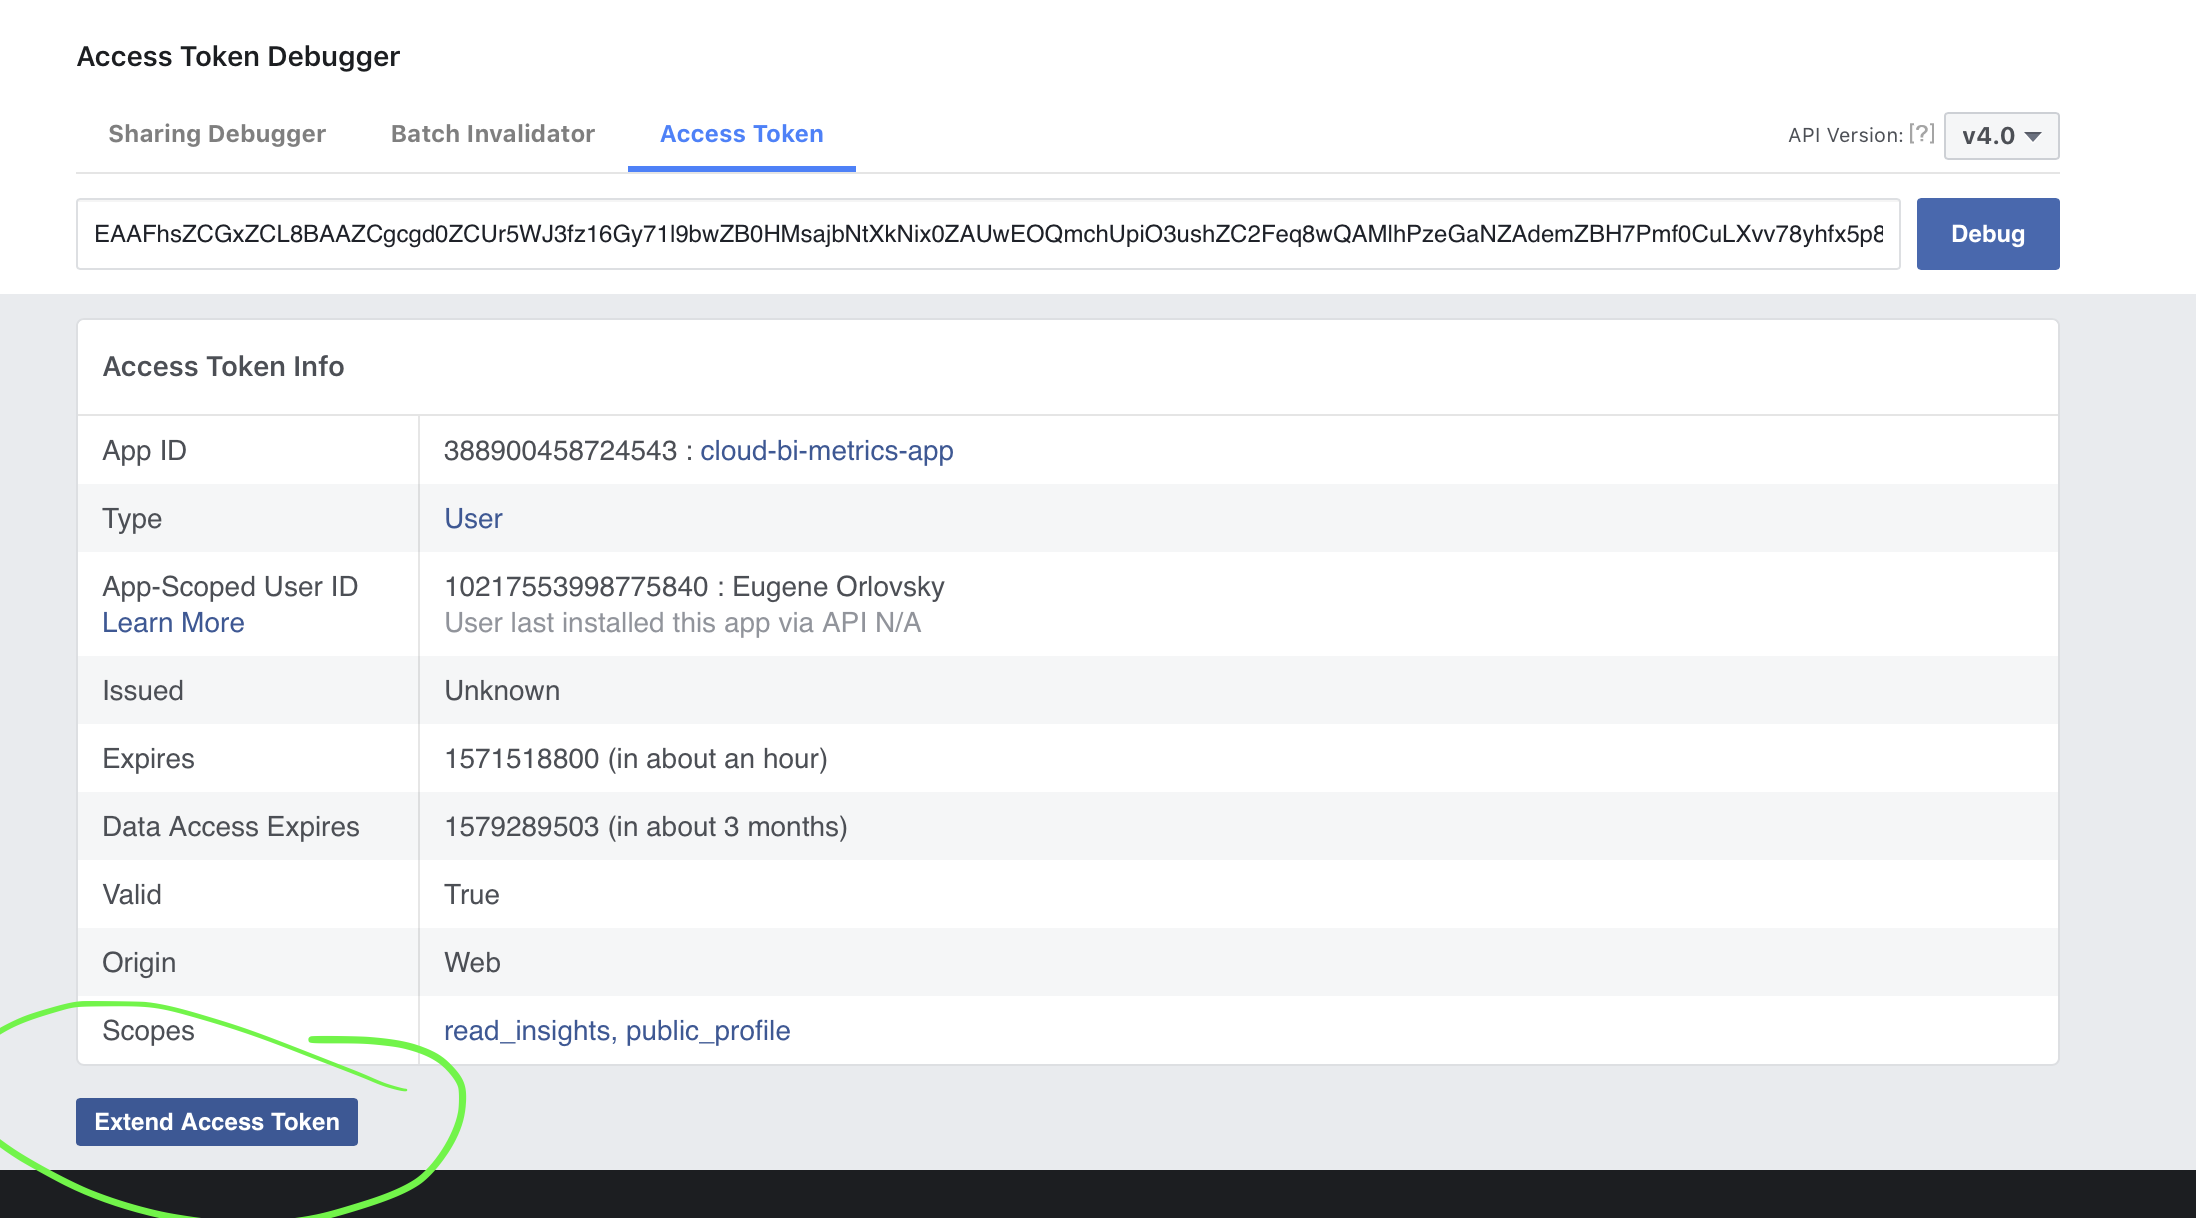 Access Token Debugger
Sharing Debugger Batch Invalidator Access Token API Version: [?] v4.0
EAAFhsZCGxZCL8BAAZCgcgd0ZCUr5WJ3fz16Gy71I9bwZB0HMsajbNtXkNix0ZAUwEOQmchUpiO3ushZC2Feq8wQAMlhPzeGaNZAdemZBH7Pmf0CuLXvv78yhfx5p8 Debug
Access Token Info
App ID 388900458724543 : cloud-bi-metrics-app
Type User
App-Scoped User ID 10217553998775840 : Eugene Orlovsky
Learn More User last installed this app via API N/A
Issued Unknown
Expires 1571518800 (in about an hour)
Data Access Expires 1579289503 (in about 3 months)
Valid True
Origin Web
Scopes read_insights, public_profile
Extend Access Token